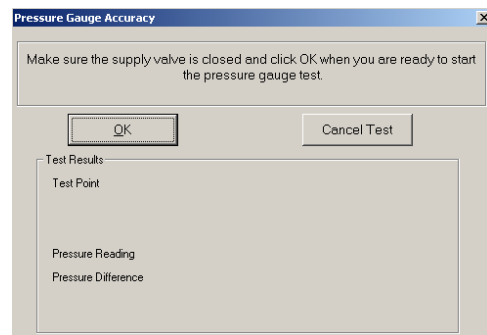 Pressure Gauge Accuracy
Make sure the supply valve is closed and click OK when you are ready to start
the pressure gauge test.
OK
Cancel Test
Test Results
Test Point
Pressure Reading
Pressure Difference